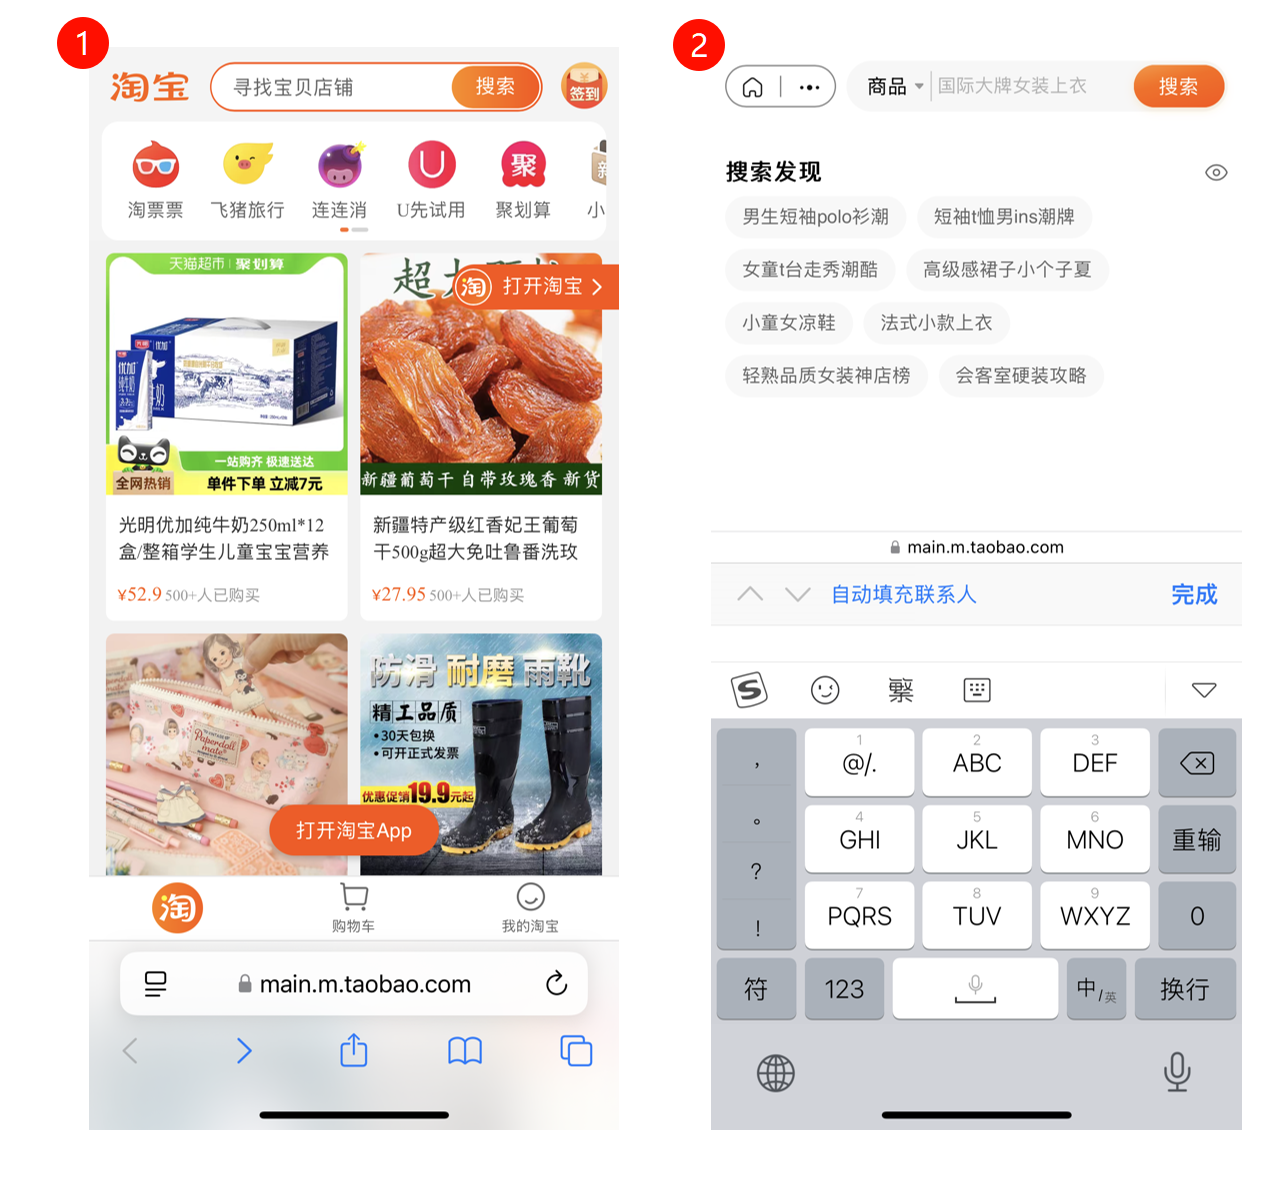 1
淘宝
寻找宝贝店铺
搜索
签到
淘票票
飞猪旅行
连连消
U
U先试用
聚
聚划算
新
小
天猫超市 | 聚划算
光明
优加
纯牛奶
一站购齐 极速送达
全网热销
单件下单 立减7元
光明优加纯牛奶250ml*12
盒/整箱学生儿童宝宝营养
¥52.9 500+人已购买
淘 打开淘宝
新疆葡萄干 自带玫瑰香 新货
新疆特产级红香妃王葡萄
干500g超大免吐鲁番洗玫
¥27.95 500+人已购买
Paperdoll
mate
防滑 耐磨 雨靴
精工品质
•30天包换
•可开正式发票
优惠促销19.9元起
打开淘宝App
淘
购物车
我的淘宝
main.m.taobao.com
2
商品
国际大牌女装上衣
搜索
搜索发现
男生短袖polo衫潮
短袖t恤男ins潮牌
女童t台走秀潮酷
高级感裙子小个子夏
小童女凉鞋
法式小款上衣
轻熟品质女装神店榜
会客室硬装攻略
main.m.taobao.com
自动填充联系人
完成
S
繁
，
1
@/.
2
ABC
3
DEF
。
4
GHI
5
JKL
6
MNO
重输
?
7
PQRS
8
TUV
9
WXYZ
0
!
符
123
中/英
换行